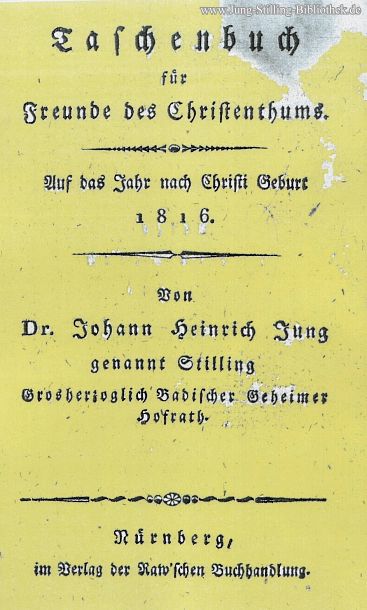 www.Jung-Stilling-Bibliothek.de
Taschenbuch
für
Freunde des Christenthums.
Auf das Jahr nach Christi Geburt
1816.
Von
Dr. Johann Heinrich Jung
genannt Stilling
Grosherzoglich Badischer Geheimer
Hofrath.
Nürnberg,
im Verlag der Raw'schen Buchhandlung.